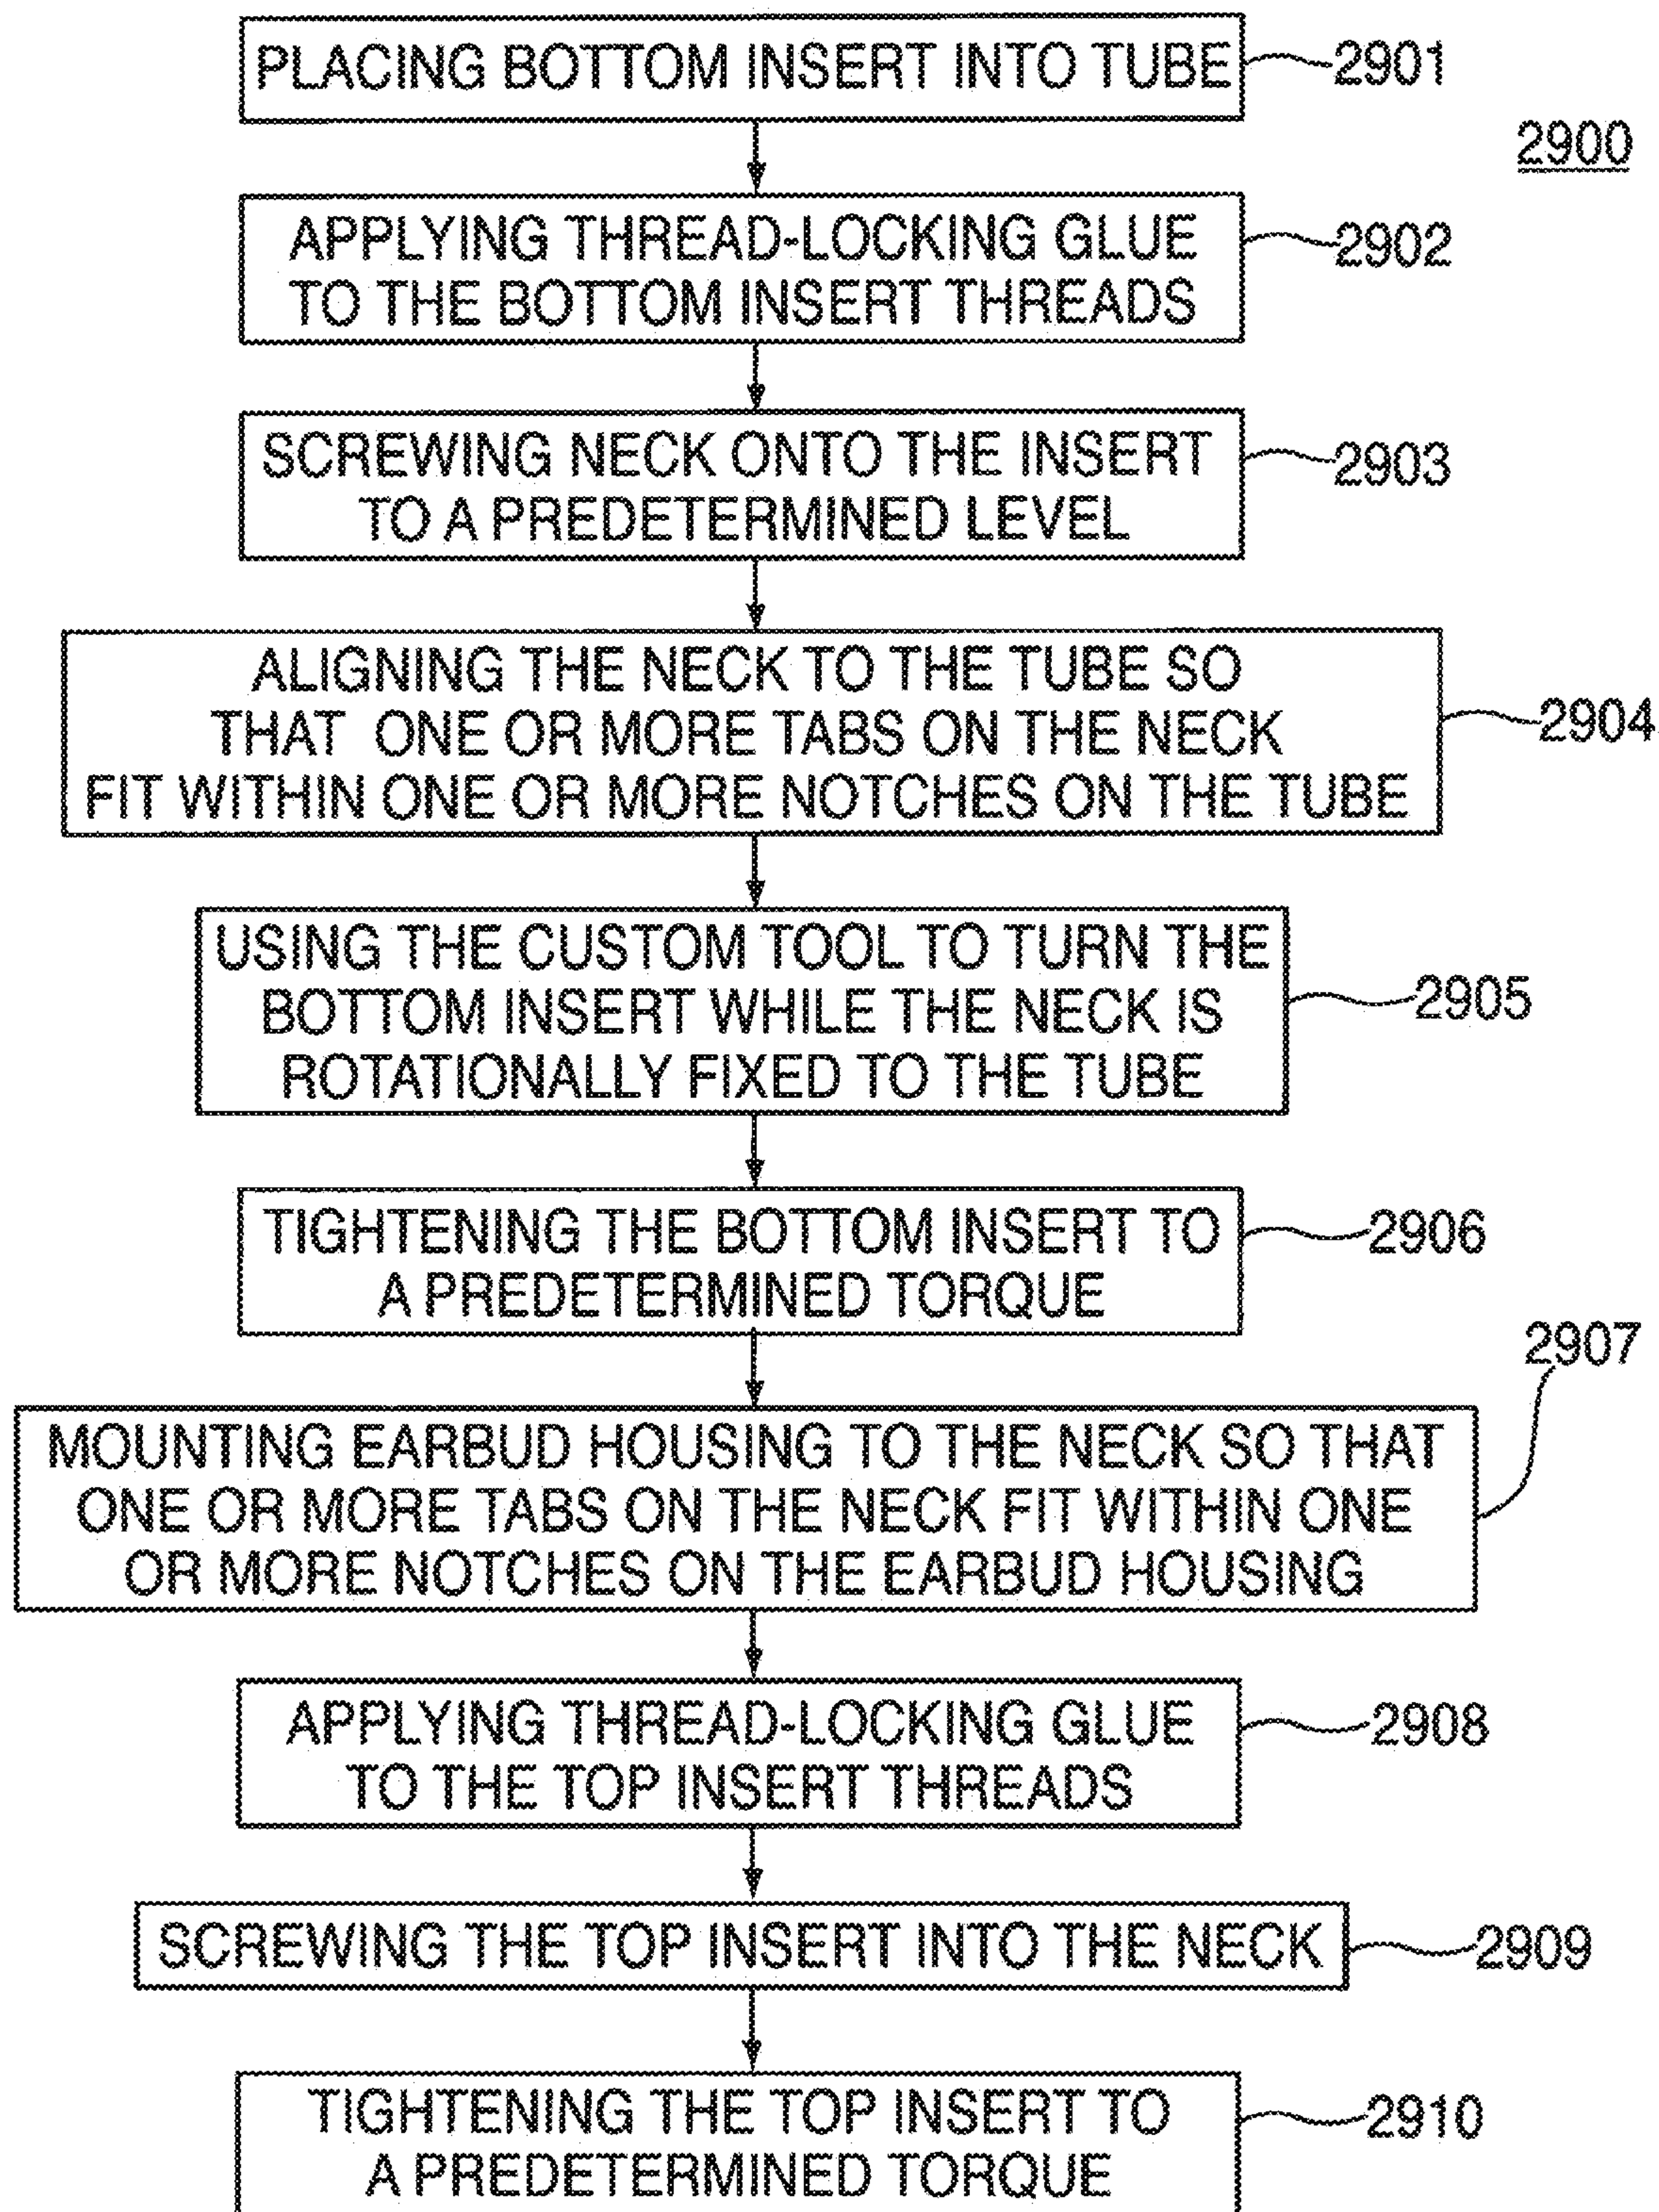 PLACING BOTTOM INSERT INTO TUBE
2901
2900
APPLYING THREAD-LOCKING GLUE
TO THE BOTTOM INSERT THREADS
2902
SCREWING NECK ONTO THE INSERT
TO A PREDETERMINED LEVEL
2903
ALIGNING THE NECK TO THE TUBE SO
THAT ONE OR MORE TABS ON THE NECK
FIT WITHIN ONE OR MORE NOTCHES ON THE TUBE
2904
USING THE CUSTOM TOOL TO TURN THE
BOTTOM INSERT WHILE THE NECK IS
ROTATIONALLY FIXED TO THE TUBE
2905
TIGHTENING THE BOTTOM INSERT TO
A PREDETERMINED TORQUE
2906
MOUNTING EARBUD HOUSING TO THE NECK SO THAT
ONE OR MORE TABS ON THE NECK FIT WITHIN ONE
OR MORE NOTCHES ON THE EARBUD HOUSING
2907
APPLYING THREAD-LOCKING GLUE
TO THE TOP INSERT THREADS
2908
SCREWING THE TOP INSERT INTO THE NECK
2909
TIGHTENING THE TOP INSERT TO
A PREDETERMINED TORQUE
2910